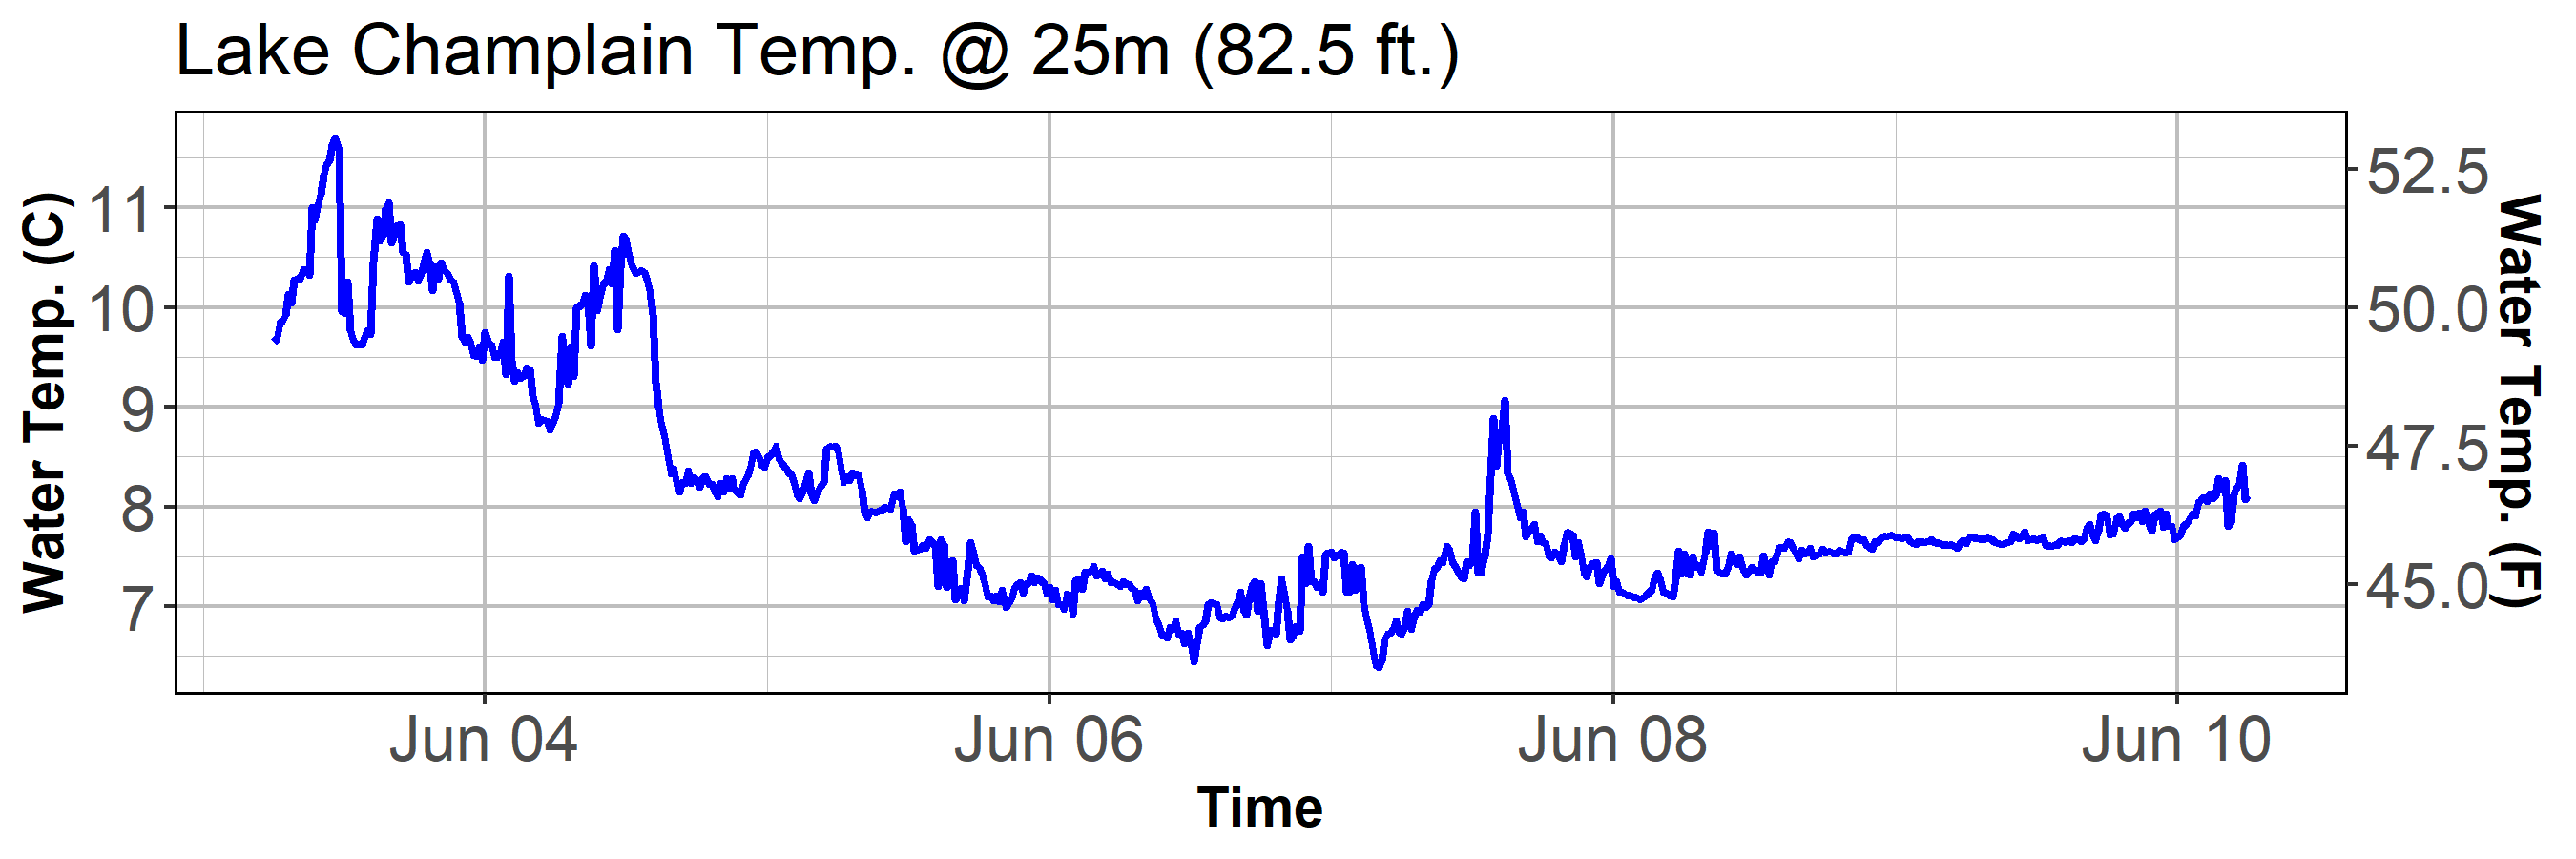 Lake Champlain Temp. @ 25m (82.5 ft.)
Water Temp. (C)
11
10
9
8
7
52.5
50.0
47.5
45.0
Water Temp. (F)
Jun 04
Jun 06
Jun 08
Jun 10
Time